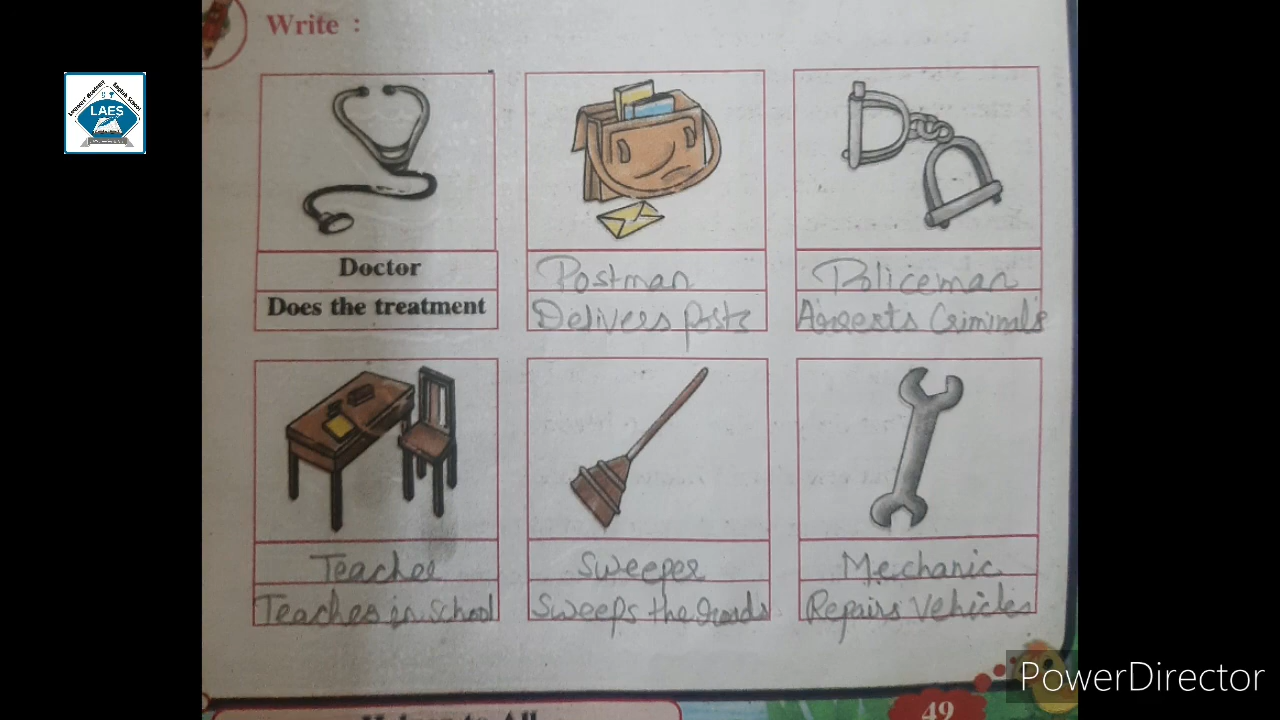 Write :
LAES
Doctor
Does the treatment
Postman
Delivers posts
Policeman
Arrests Criminals
Teacher
Teaches in School
Sweeper
Sweeps the roads
Mechanic
Repairs Vehicles
49
PowerDirector